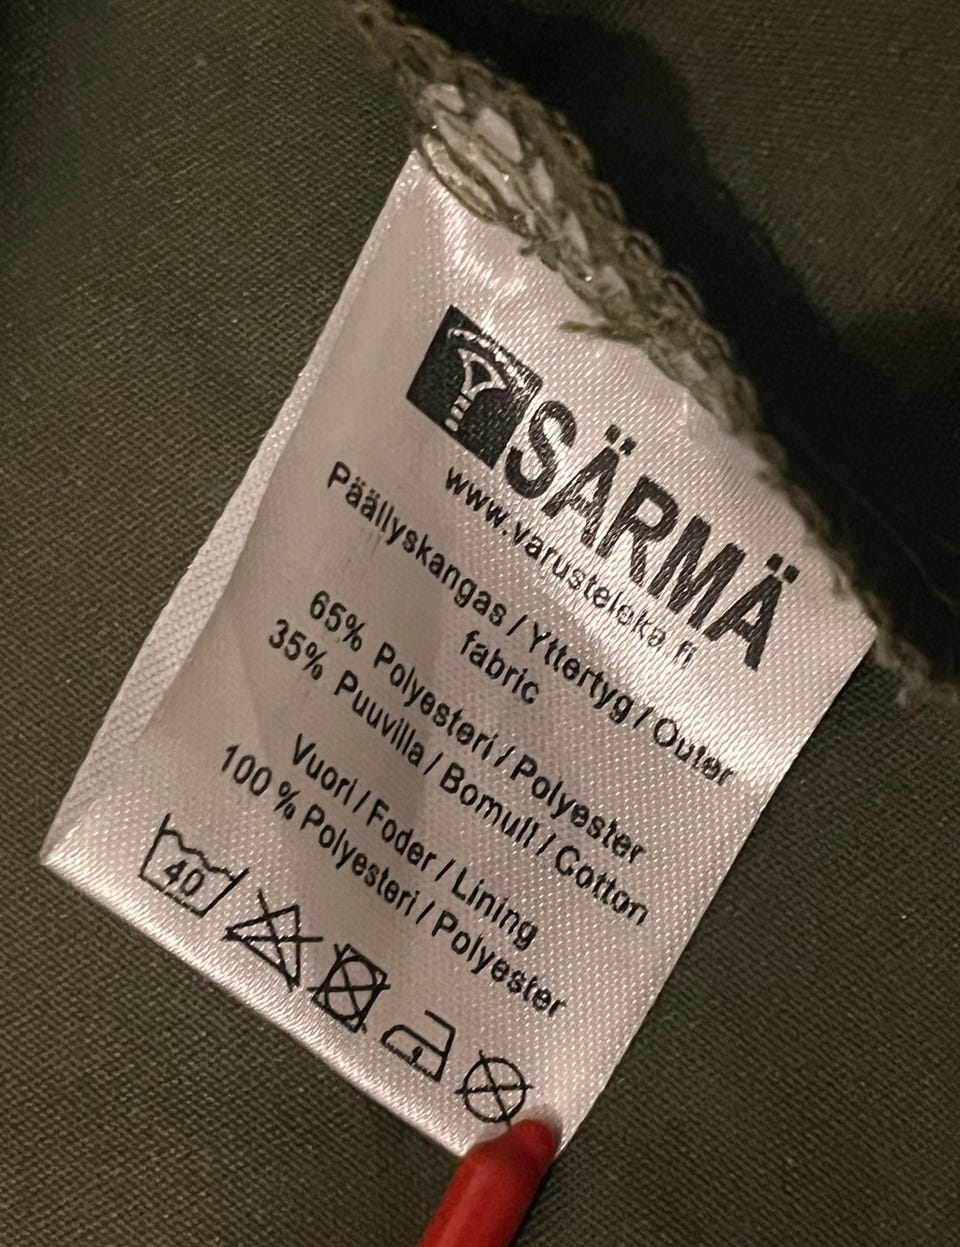 SÄRMÄ
www.varusteleka.fi
Päällyskangas / Yttertyg / Outer
fabric
65% Polyesteri / Polyester
35% Puuvilla / Bomull / Cotton
Vuori / Foder / Lining
100 % Polyesteri / Polyester
40